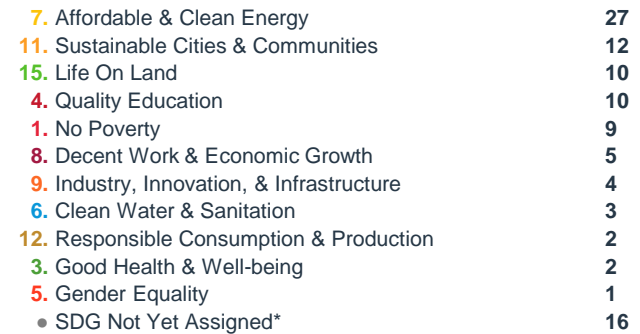 7. Affordable & Clean Energy 27
11. Sustainable Cities & Communities 12
15. Life On Land 10
4. Quality Education 10
1. No Poverty 9
8. Decent Work & Economic Growth 5
9. Industry, Innovation, & Infrastructure 4
6. Clean Water & Sanitation 3
12. Responsible Consumption & Production 2
3. Good Health & Well-being 2
5. Gender Equality 1
● SDG Not Yet Assigned* 16